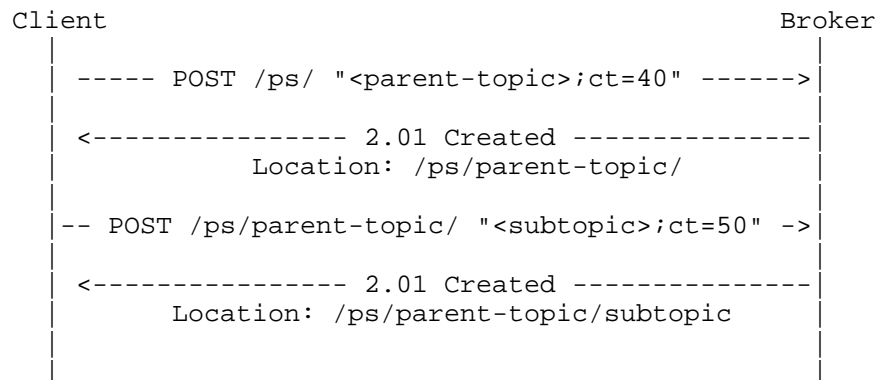 Client Broker
----- POST /ps/ "<parent-topic>;ct=40" ------>
<---------------- 2.01 Created ---------------
Location: /ps/parent-topic/
-- POST /ps/parent-topic/ "<subtopic>;ct=50" ->
<---------------- 2.01 Created ---------------
Location: /ps/parent-topic/subtopic